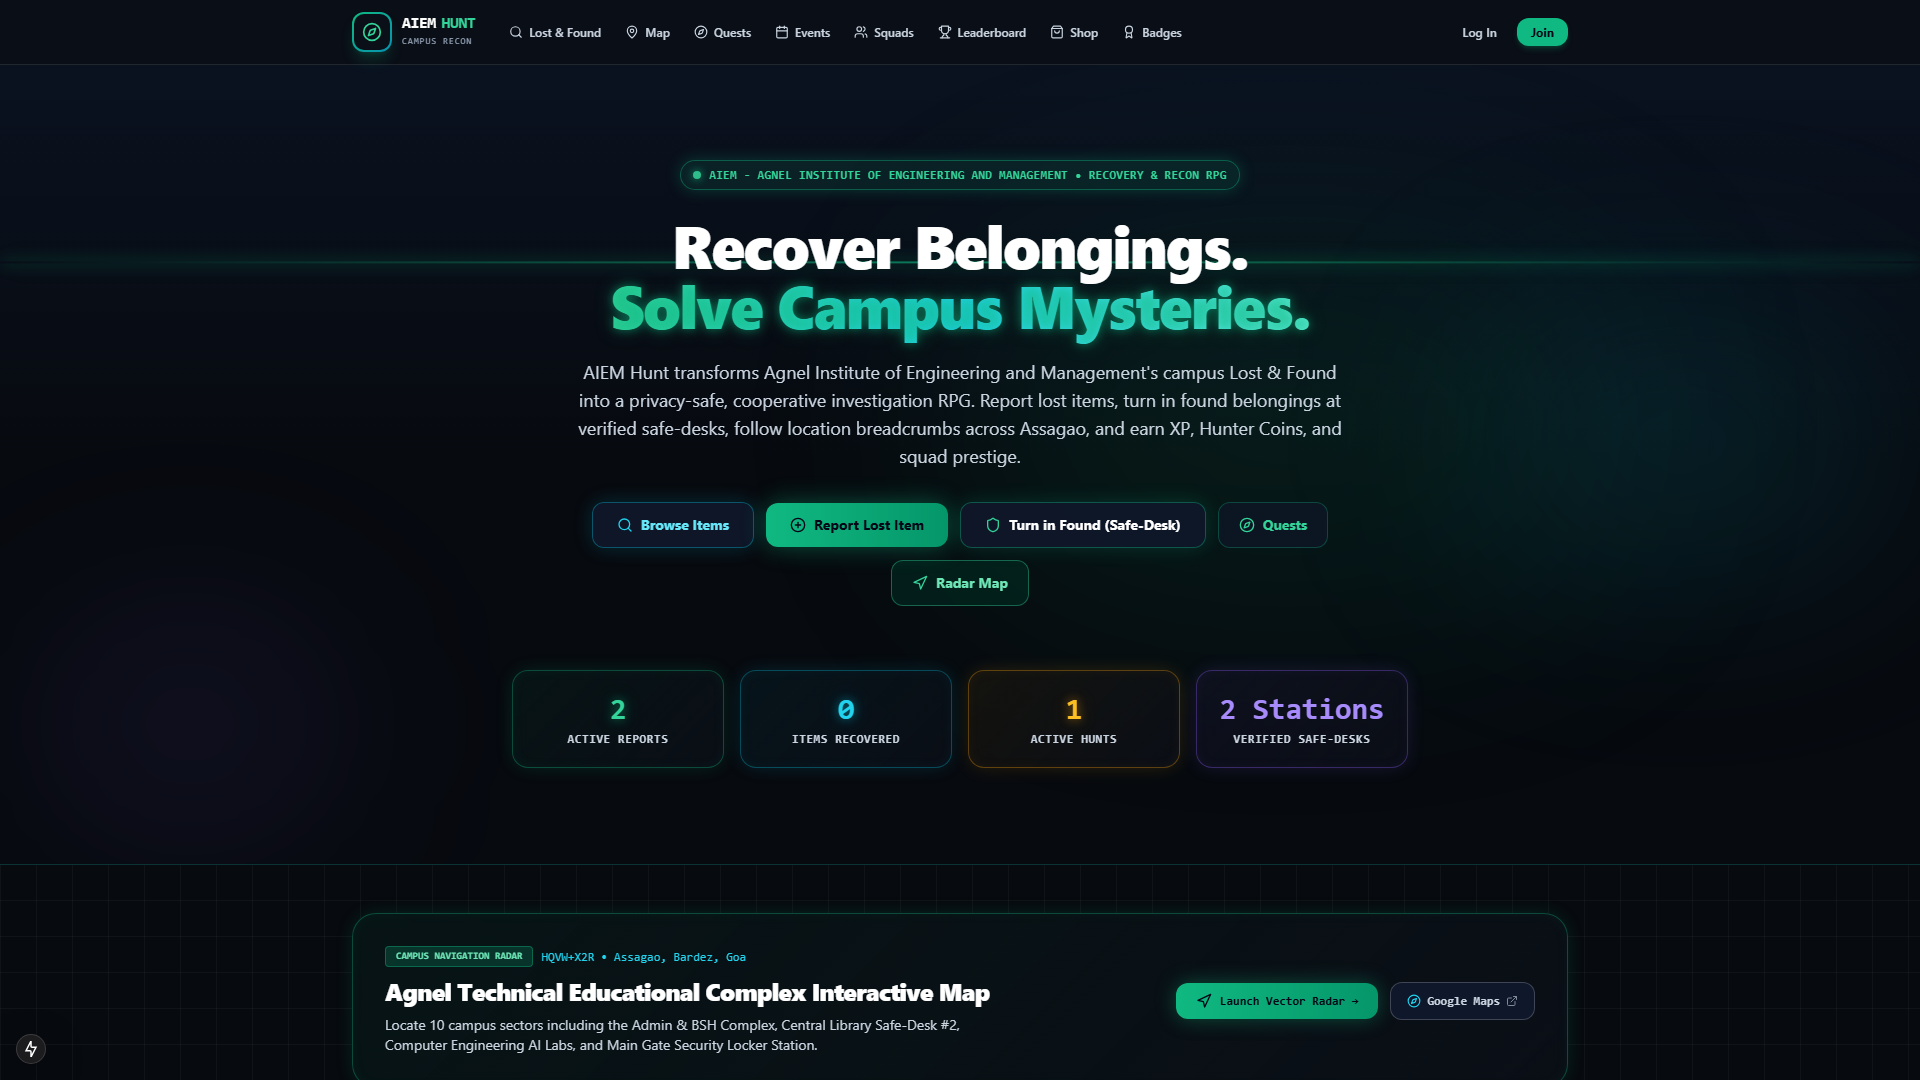 AIEM HUNT
CAMPUS RECON
Lost & Found
Map
Quests
Events
Squads
Leaderboard
Shop
Badges
Log In
Join
AIEM - AGNEL INSTITUTE OF ENGINEERING AND MANAGEMENT • RECOVERY & RECON RPG
Recover Belongings.
Solve Campus Mysteries.
AIEM Hunt transforms Agnel Institute of Engineering and Management's campus Lost & Found
into a privacy-safe, cooperative investigation RPG. Report lost items, turn in found belongings at
verified safe-desks, follow location breadcrumbs across Assagao, and earn XP, Hunter Coins, and
squad prestige.
Browse Items
Report Lost Item
Turn in Found (Safe-Desk)
Quests
Radar Map
2
ACTIVE REPORTS
0
ITEMS RECOVERED
1
ACTIVE HUNTS
2 Stations
VERIFIED SAFE-DESKS
CAMPUS NAVIGATION RADAR
HQVW+X2R • Assagao, Bardez, Goa
Agnel Technical Educational Complex Interactive Map
Locate 10 campus sectors including the Admin & BSH Complex, Central Library Safe-Desk #2,
Computer Engineering AI Labs, and Main Gate Security Locker Station.
Launch Vector Radar →
Google Maps